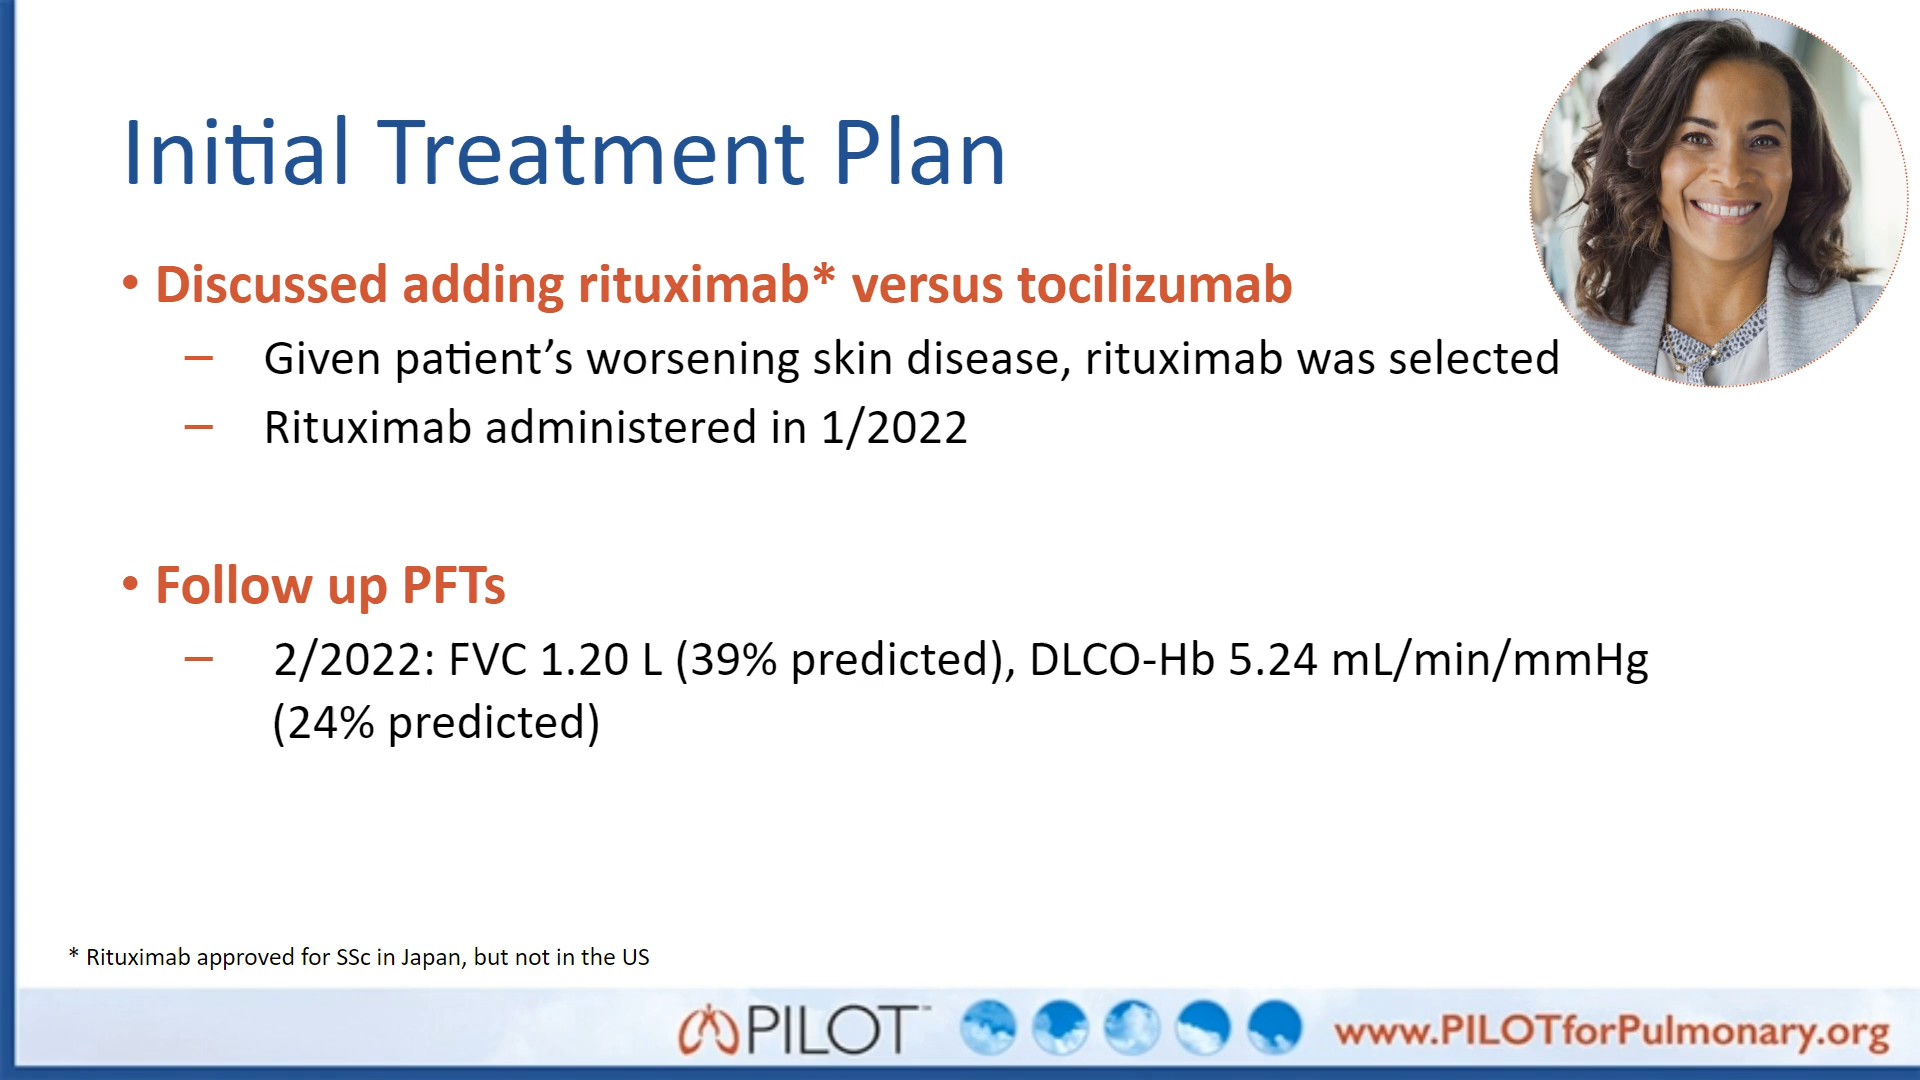 Initial Treatment Plan
• Discussed adding rituximab* versus tocilizumab
– Given patient’s worsening skin disease, rituximab was selected
– Rituximab administered in 1/2022
• Follow up PFTs
– 2/2022: FVC 1.20 L (39% predicted), DLCO-Hb 5.24 mL/min/mmHg
(24% predicted)
* Rituximab approved for SSc in Japan, but not in the US
PILOT™
www.PILOTforPulmonary.org